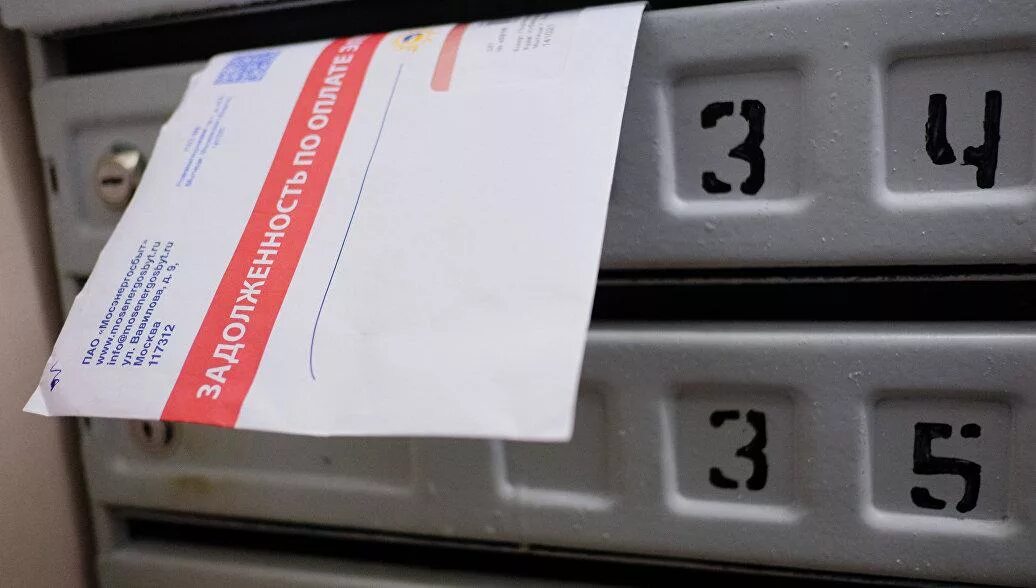 ЗАДОЛЖЕННОСТЬ ПО ОПЛАТЕ
ПАО «Мосэнергосбыт»
www.mosenergosbyt.ru
info@mosenergosbyt.ru
ул. Вавилова, д. 9,
Москва
117312
34
35